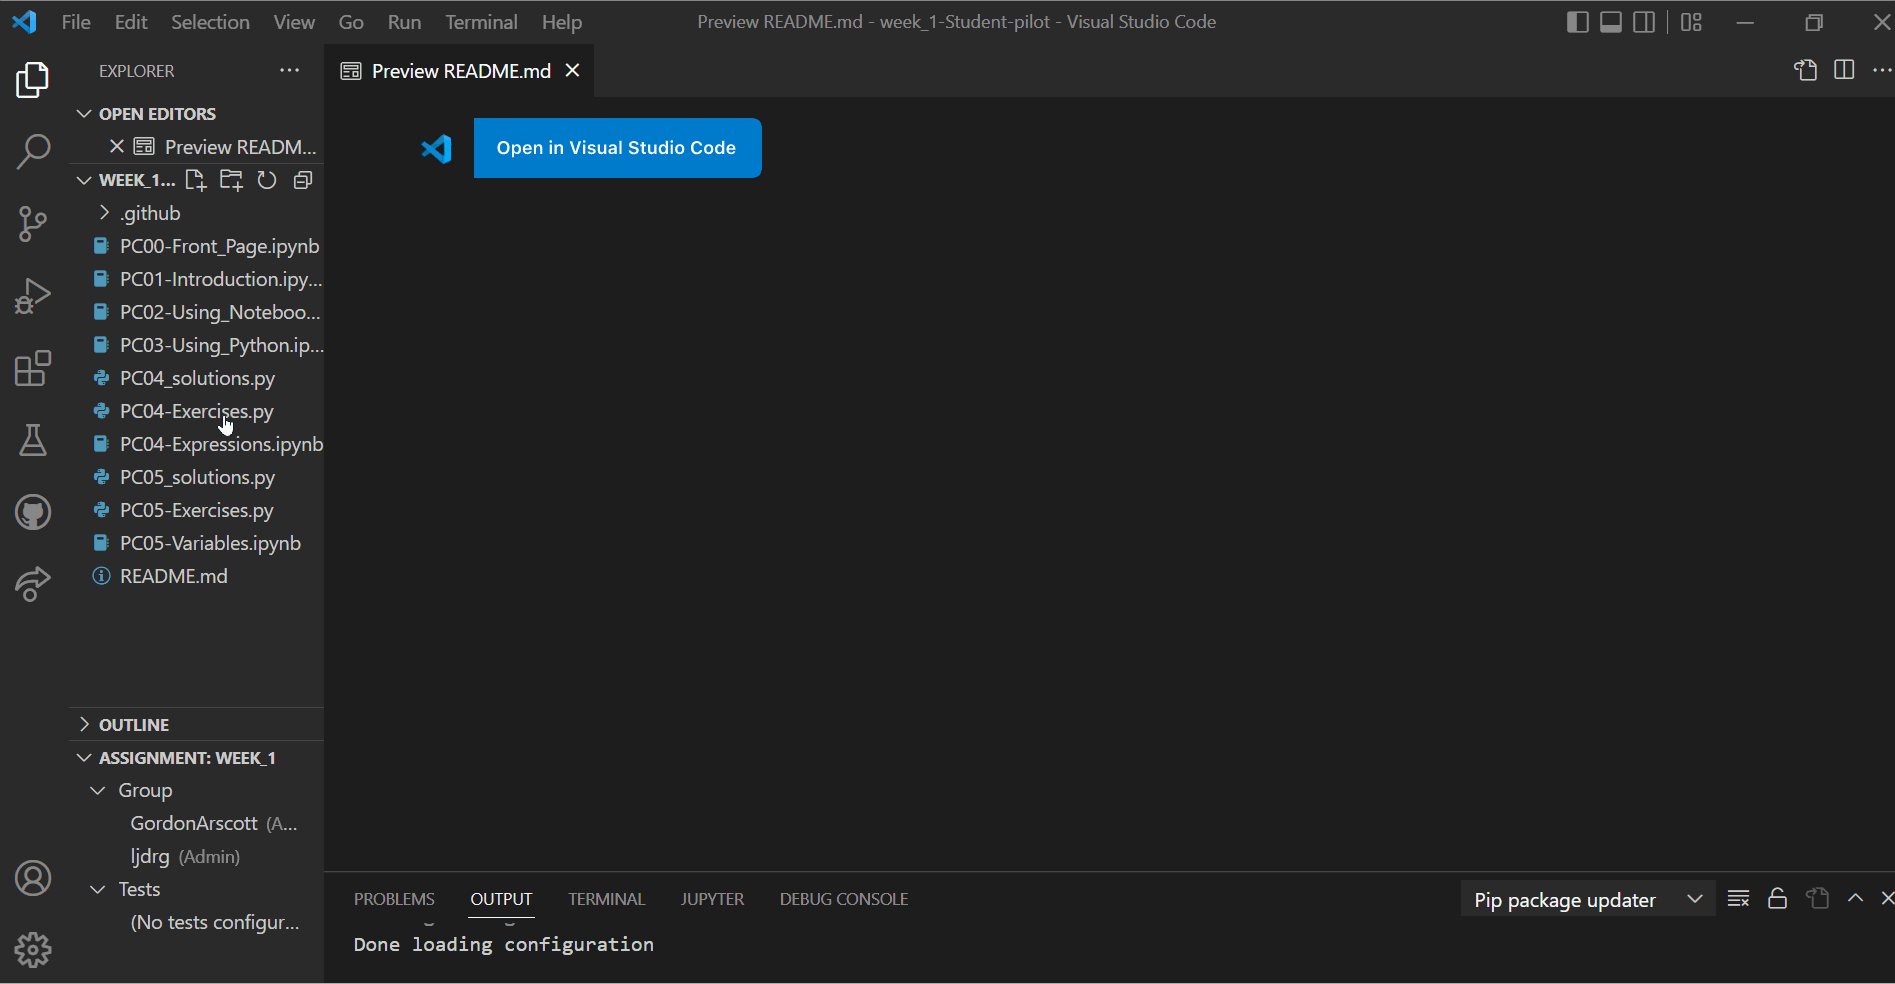 File Edit Selection View Go Run Terminal Help
Preview README.md - week_1-Student-pilot - Visual Studio Code
EXPLORER
Preview README.md
OPEN EDITORS
Preview READM...
Open in Visual Studio Code
WEEK_1...
.github
PC00-Front_Page.ipynb
PC01-Introduction.ipy...
PC02-Using_Noteboo...
PC03-Using_Python.ip...
PC04_solutions.py
PC04-Exercises.py
PC04-Expressions.ipynb
PC05_solutions.py
PC05-Exercises.py
PC05-Variables.ipynb
README.md
OUTLINE
ASSIGNMENT: WEEK_1
Group
GordonArscott (A...
ljdrg (Admin)
Tests
(No tests configur...
PROBLEMS OUTPUT TERMINAL JUPYTER DEBUG CONSOLE
Pip package updater
Done loading configuration